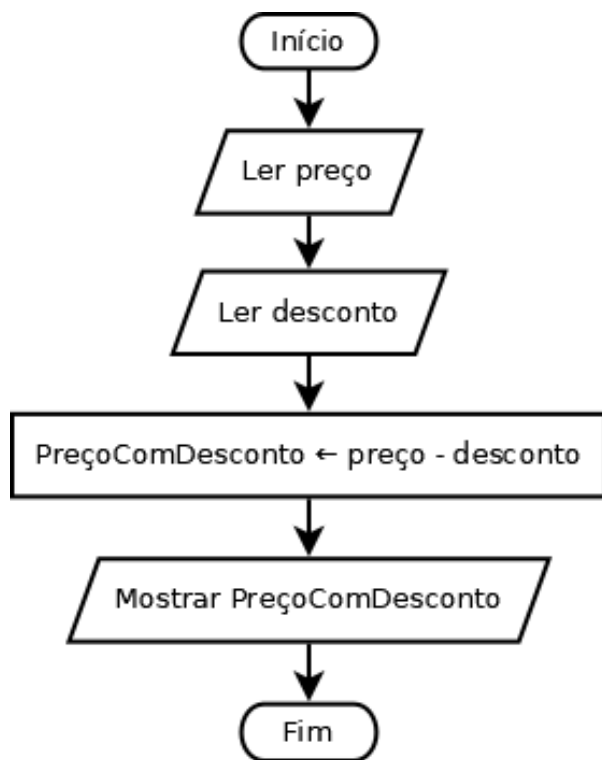 Início
Ler preço
Ler desconto
PreçoComDesconto ← preço - desconto
Mostrar PreçoComDesconto
Fim